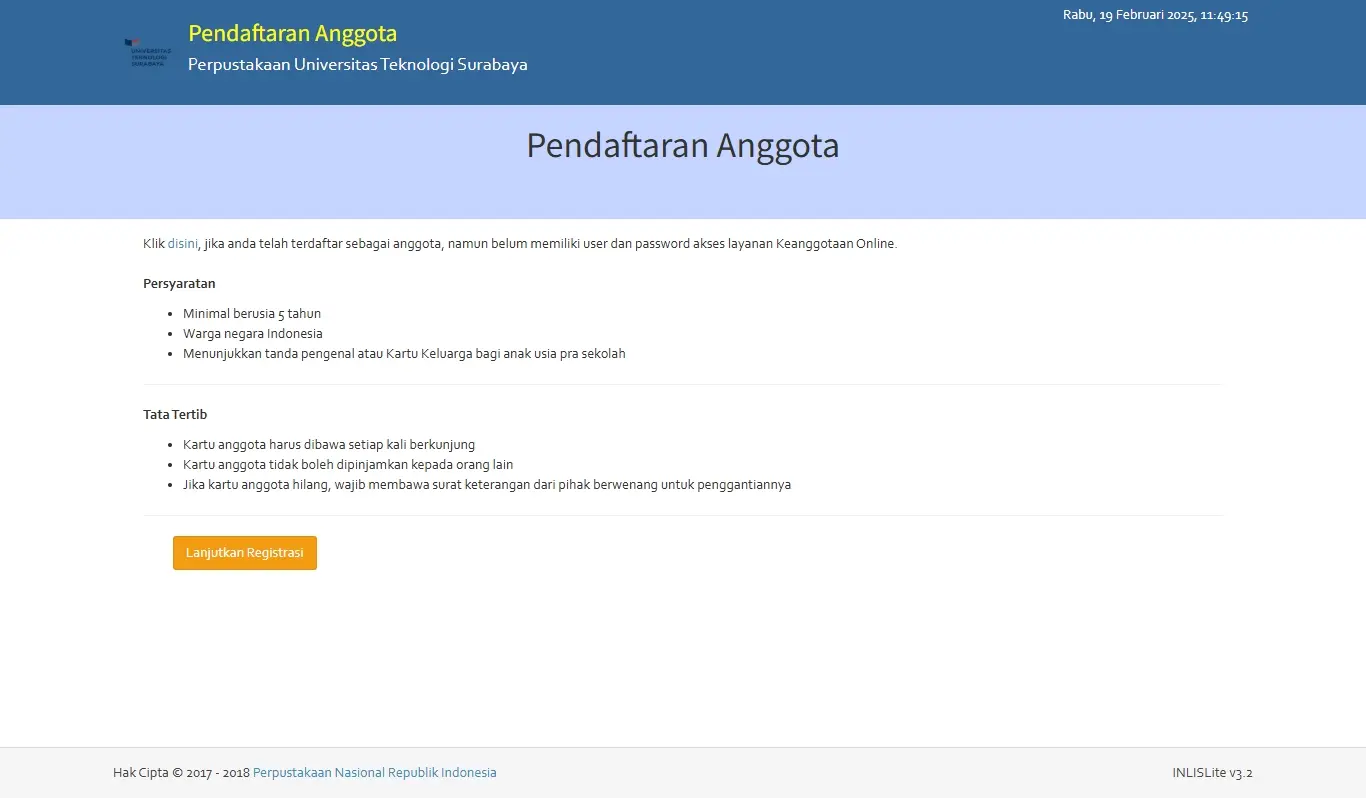 Rabu, 19 Februari 2025, 11:49:15
Pendaftaran Anggota
UNIVERSITAS
TEKNOLOGI
SURABAYA
Perpustakaan Universitas Teknologi Surabaya
Pendaftaran Anggota
Klik disini, jika anda telah terdaftar sebagai anggota, namun belum memiliki user dan password akses layanan Keanggotaan Online.
Persyaratan
• Minimal berusia 5 tahun
• Warga negara Indonesia
• Menunjukkan tanda pengenal atau Kartu Keluarga bagi anak usia pra sekolah
Tata Tertib
• Kartu anggota harus dibawa setiap kali berkunjung
• Kartu anggota tidak boleh dipinjamkan kepada orang lain
• Jika kartu anggota hilang, wajib membawa surat keterangan dari pihak berwenang untuk penggantiannya
Lanjutkan Registrasi
Hak Cipta © 2017 - 2018 Perpustakaan Nasional Republik Indonesia
INLISLite v3.2